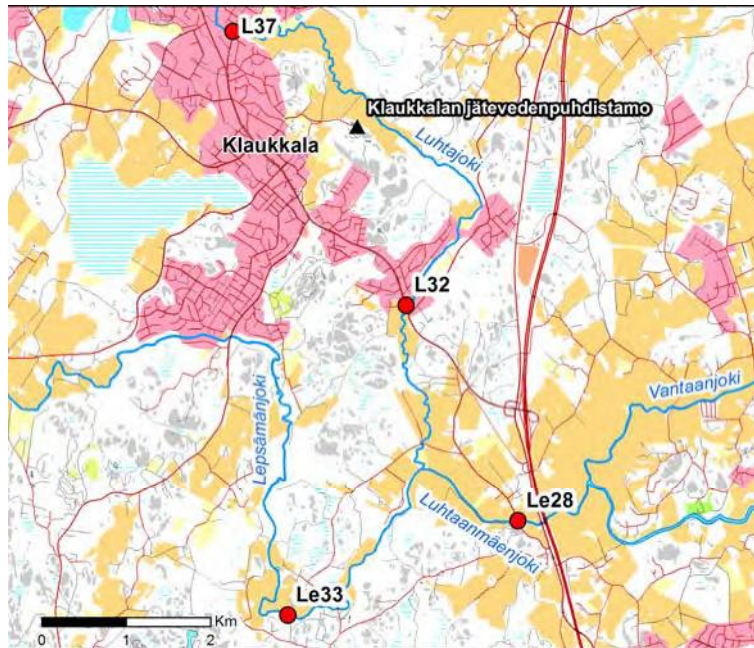 L37
Klaukkalan jätevedenpuhdistamo
Klaukkala
Luhtajoki
L32
Vantaanjoki
Lepsämänjoki
Le28
Luhtaanmäenjoki
Le33
Km
0 1 2